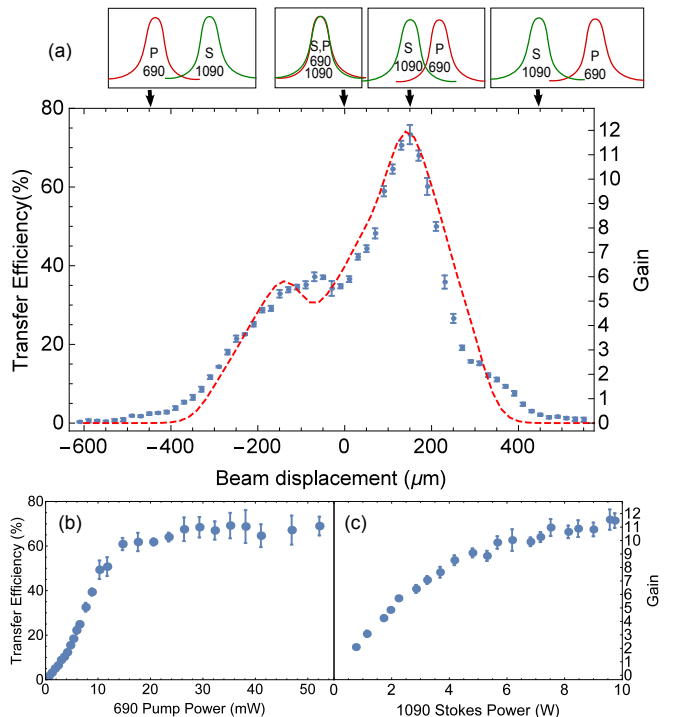 (a)
P
690
S
1090
S,P
690
1090
S
1090
P
690
S
1090
P
690
80
60
40
20
0
Transfer Efficiency(%)
12
11
10
9
8
7
6
5
4
3
2
1
0
Gain
−600 −400 −200 0 200 400
Beam displacement (μm)
(b)
80
60
40
20
0
Transfer Efficiency (%)
0 10 20 30 40 50
690 Pump Power (mW)
(c)
12
11
10
9
8
7
6
5
4
3
2
1
0
Gain
0 2 4 6 8 10
1090 Stokes Power (W)